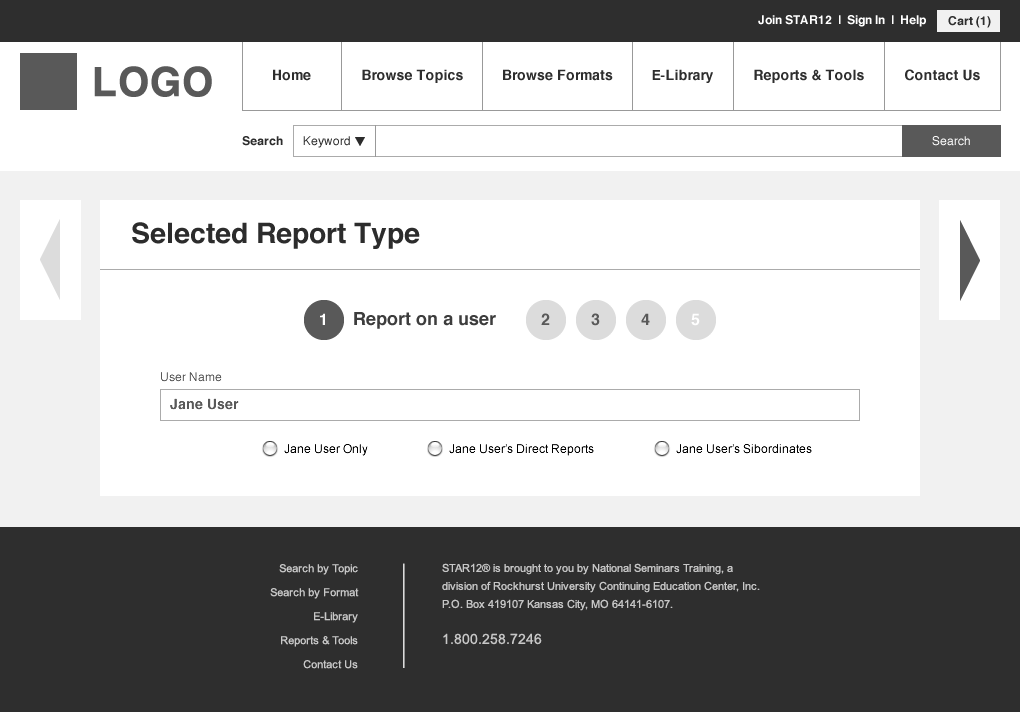 Join STAR12 | Sign In | Help Cart (1)
LOGO
Home Browse Topics Browse Formats E-Library Reports & Tools Contact Us
Search Keyword Search
Selected Report Type
1 Report on a user 2 3 4 5
User Name
Jane User
Jane User Only Jane User's Direct Reports Jane User's Sibordinates
Search by Topic
Search by Format
E-Library
Reports & Tools
Contact Us
STAR12® is brought to you by National Seminars Training, a
division of Rockhurst University Continuing Education Center, Inc.
P.O. Box 419107 Kansas City, MO 64141-6107.
1.800.258.7246